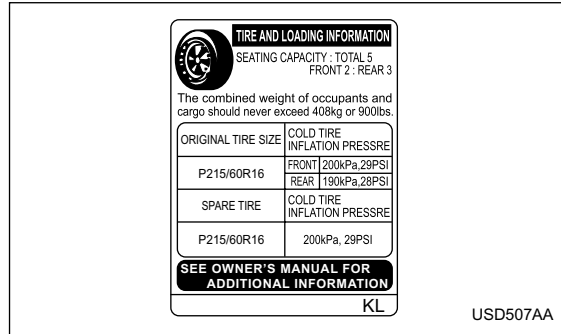 TIRE AND LOADING INFORMATION
SEATING CAPACITY : TOTAL 5
FRONT 2 : REAR 3
The combined weight of occupants and
cargo should never exceed 408kg or 900lbs.
ORIGINAL TIRE SIZE
COLD TIRE
INFLATION PRESSRE
P215/60R16
FRONT 200kPa,29PSI
REAR 190kPa,28PSI
SPARE TIRE
COLD TIRE
INFLATION PRESSRE
P215/60R16
200kPa, 29PSI
SEE OWNER'S MANUAL FOR
ADDITIONAL INFORMATION
KL
USD507AA